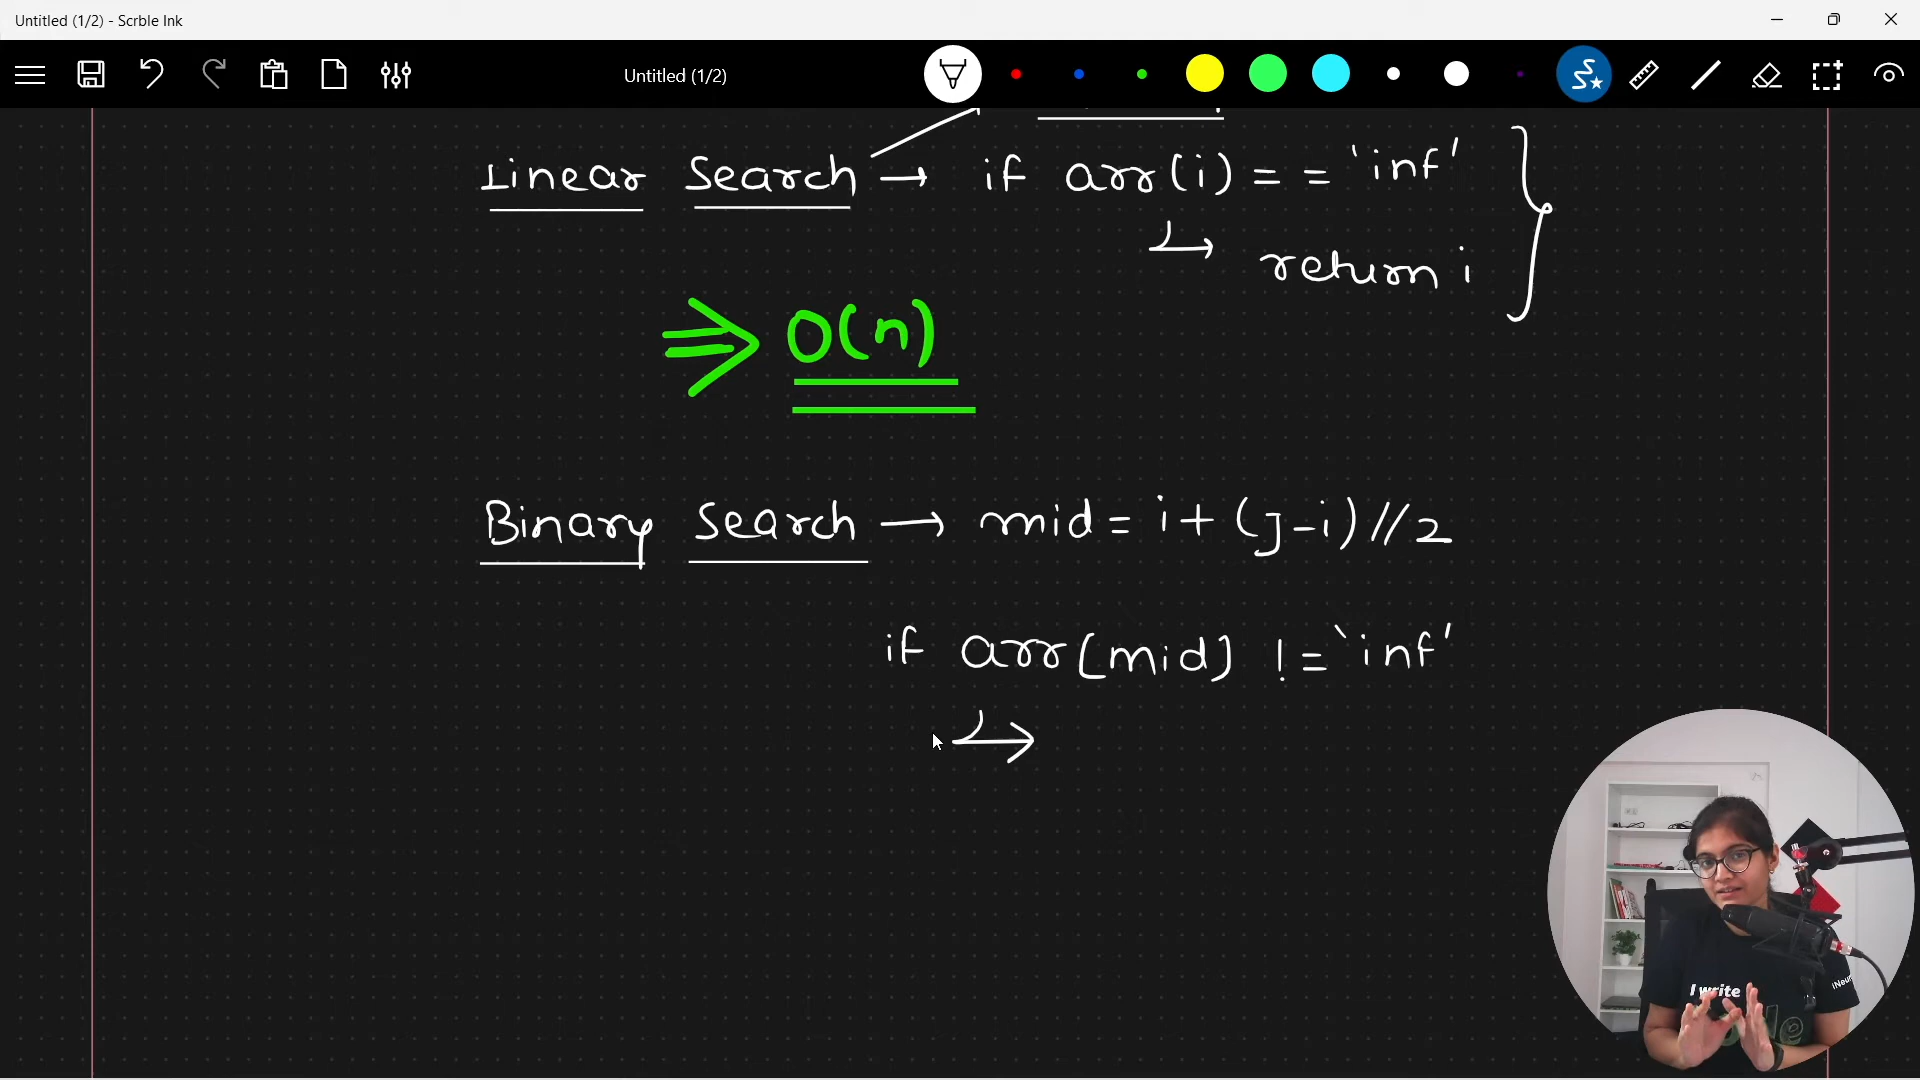 Untitled (1/2) - Scrble Ink
Untitled (1/2)
Linear Search → if arr(i) == 'inf'
return i
⇒ O(n)
Binary Search → mid = i + (j-i)//2
if arr[mid] != 'inf'
I write